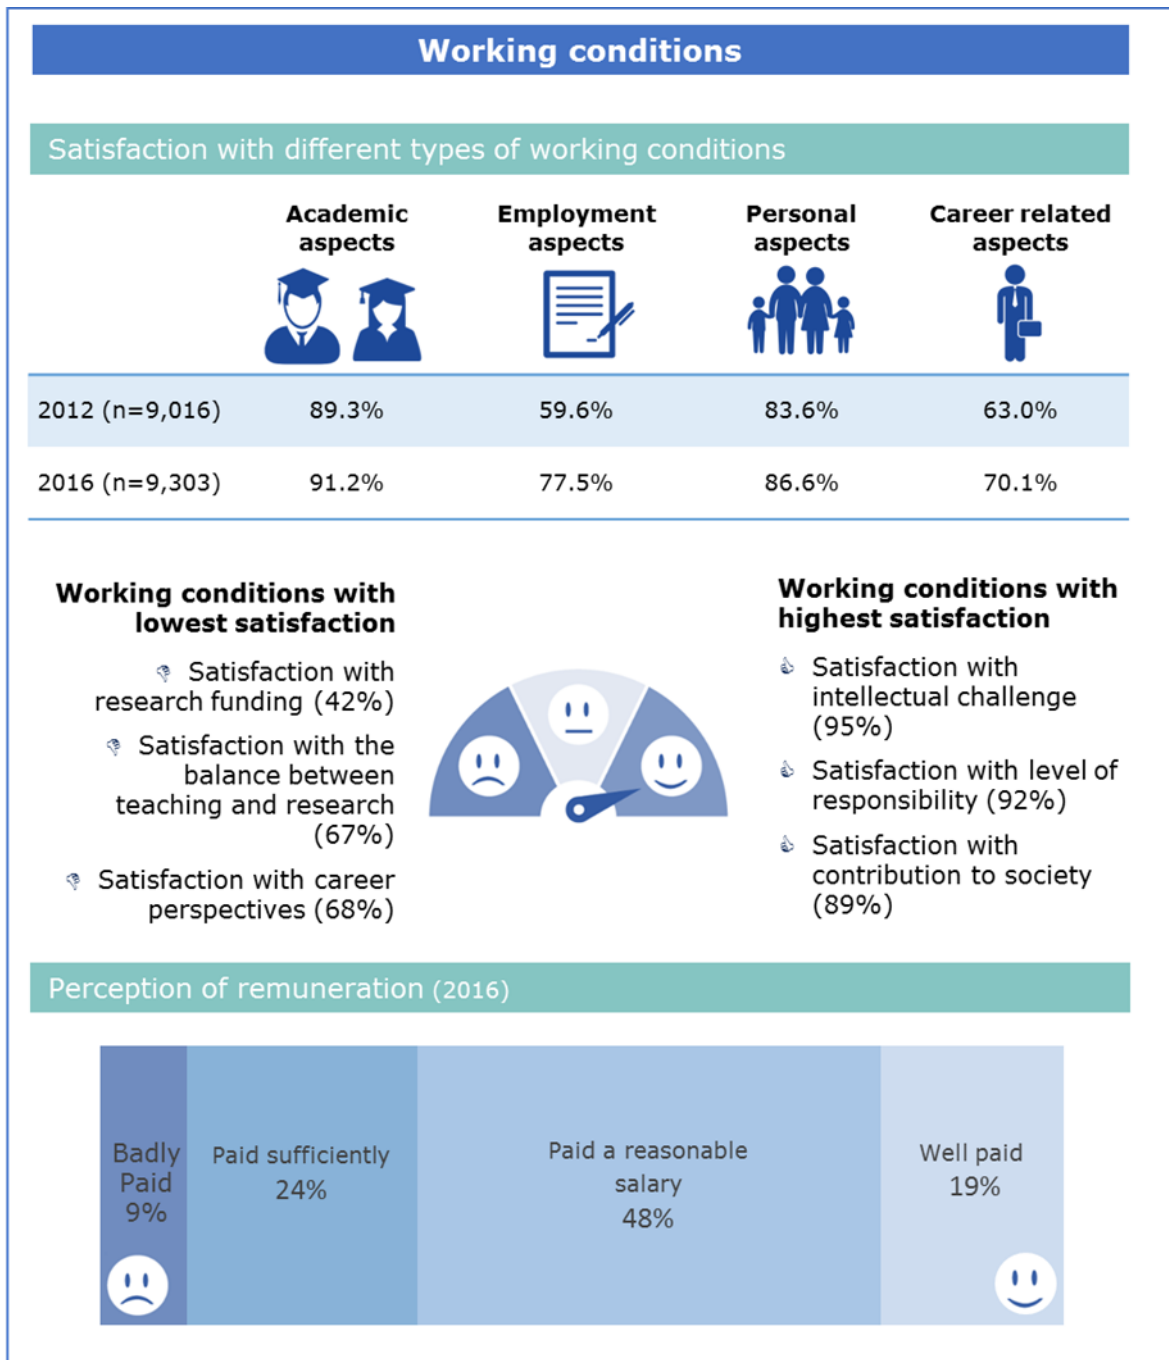 Working conditions
Satisfaction with different types of working conditions
Academic
aspects
Employment
aspects
Personal
aspects
Career related
aspects
2012 (n=9,016) 89.3% 59.6% 83.6% 63.0%
2016 (n=9,303) 91.2% 77.5% 86.6% 70.1%
Working conditions with
lowest satisfaction
Satisfaction with
research funding (42%)
Satisfaction with the
balance between
teaching and research
(67%)
Satisfaction with career
perspectives (68%)
Working conditions with
highest satisfaction
Satisfaction with
intellectual challenge
(95%)
Satisfaction with level of
responsibility (92%)
Satisfaction with
contribution to society
(89%)
Perception of remuneration (2016)
Badly
Paid
9%
Paid sufficiently
24%
Paid a reasonable
salary
48%
Well paid
19%